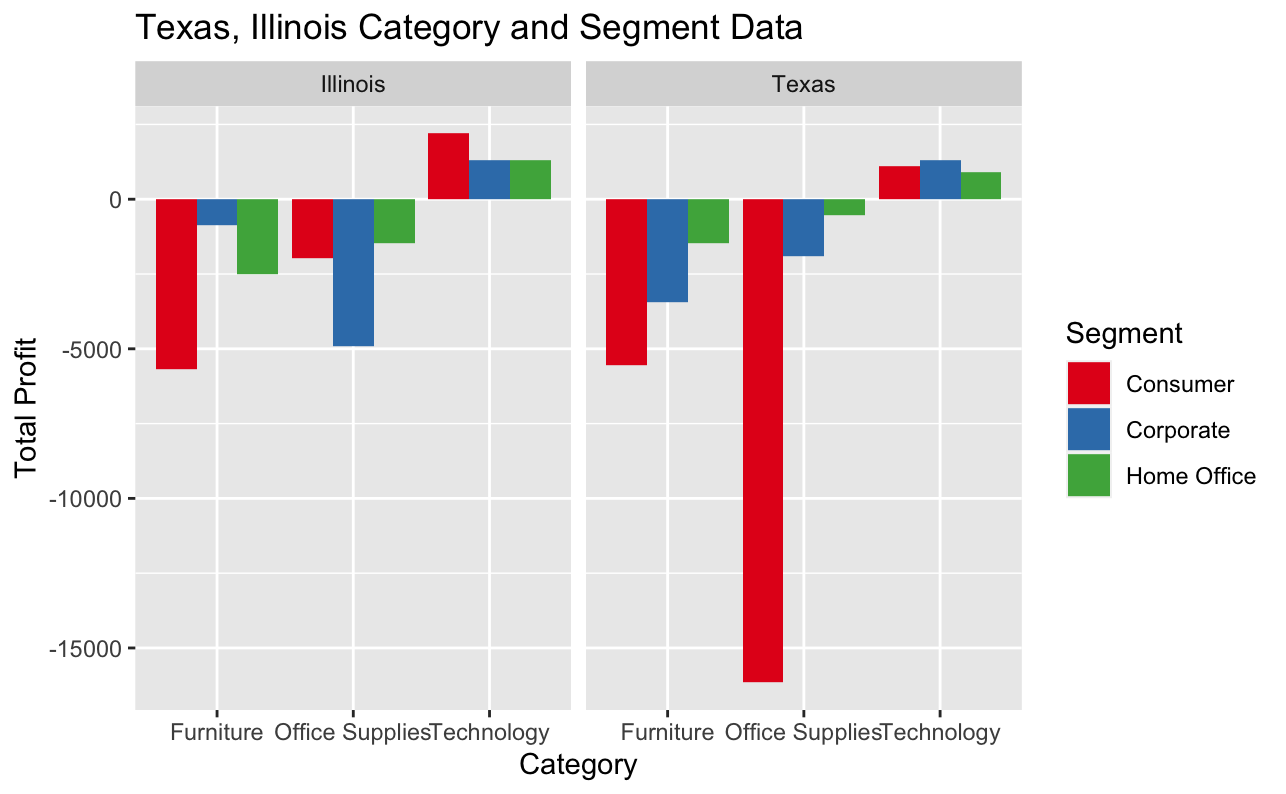 Texas, Illinois Category and Segment Data
Illinois
Texas
0
-5000
-10000
-15000
Total Profit
Furniture
Office Supplies
Technology
Furniture
Office Supplies
Technology
Category
Segment
Consumer
Corporate
Home Office